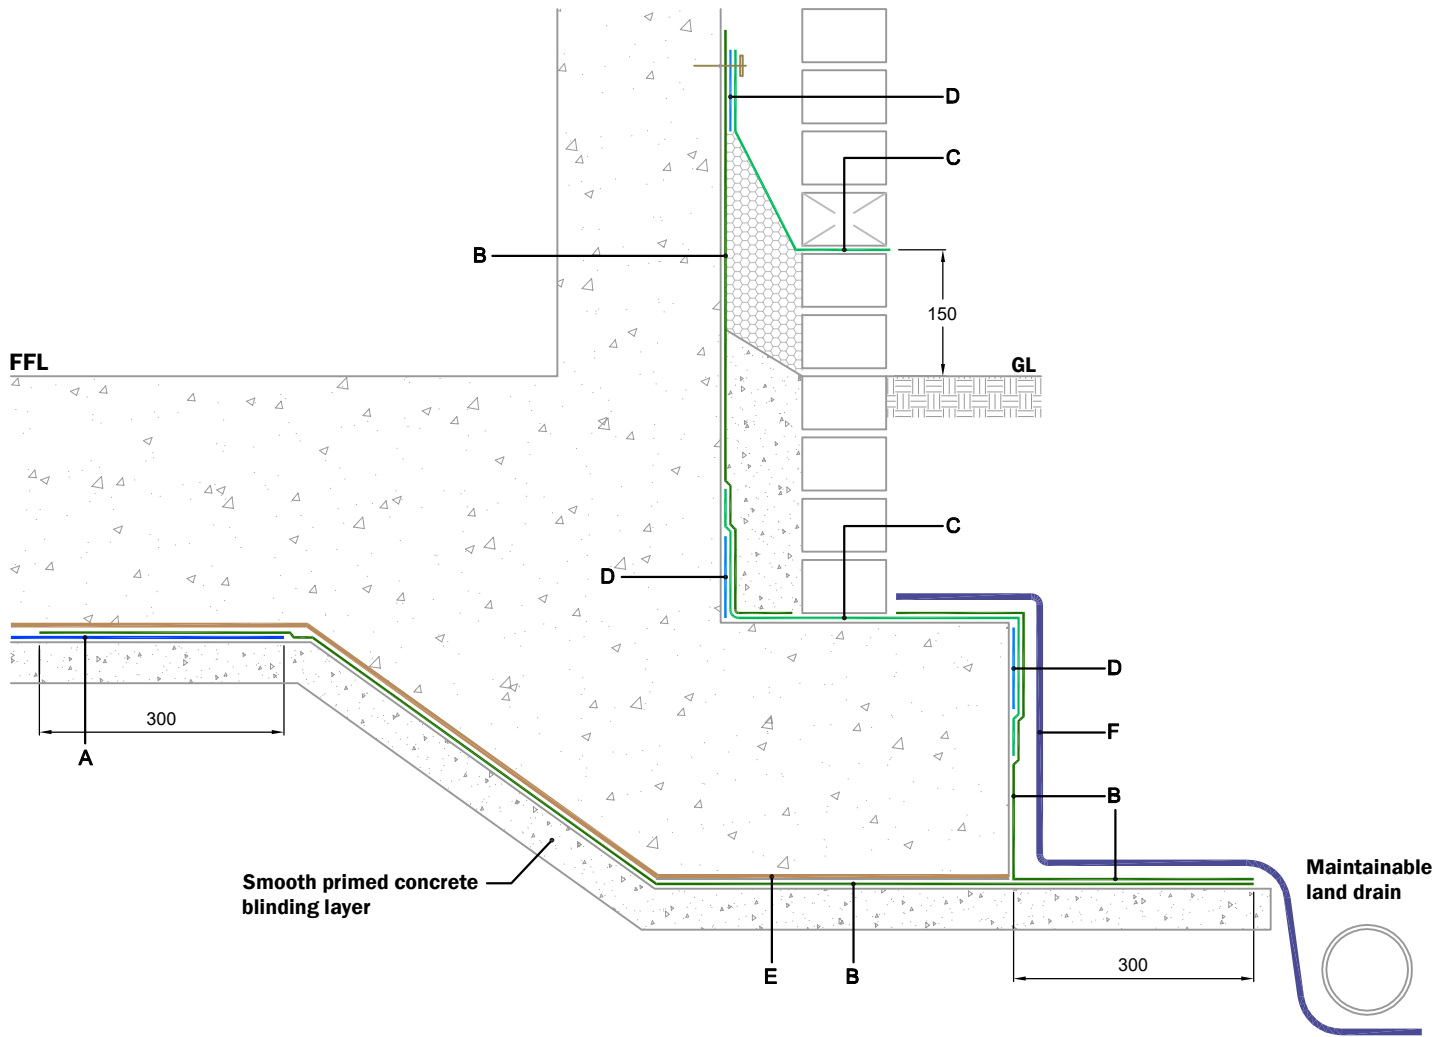 D
C
B
150
FFL
GL
C
D
D
300
F
A
B
Maintainable
land drain
Smooth primed concrete
blinding layer
300
E
B